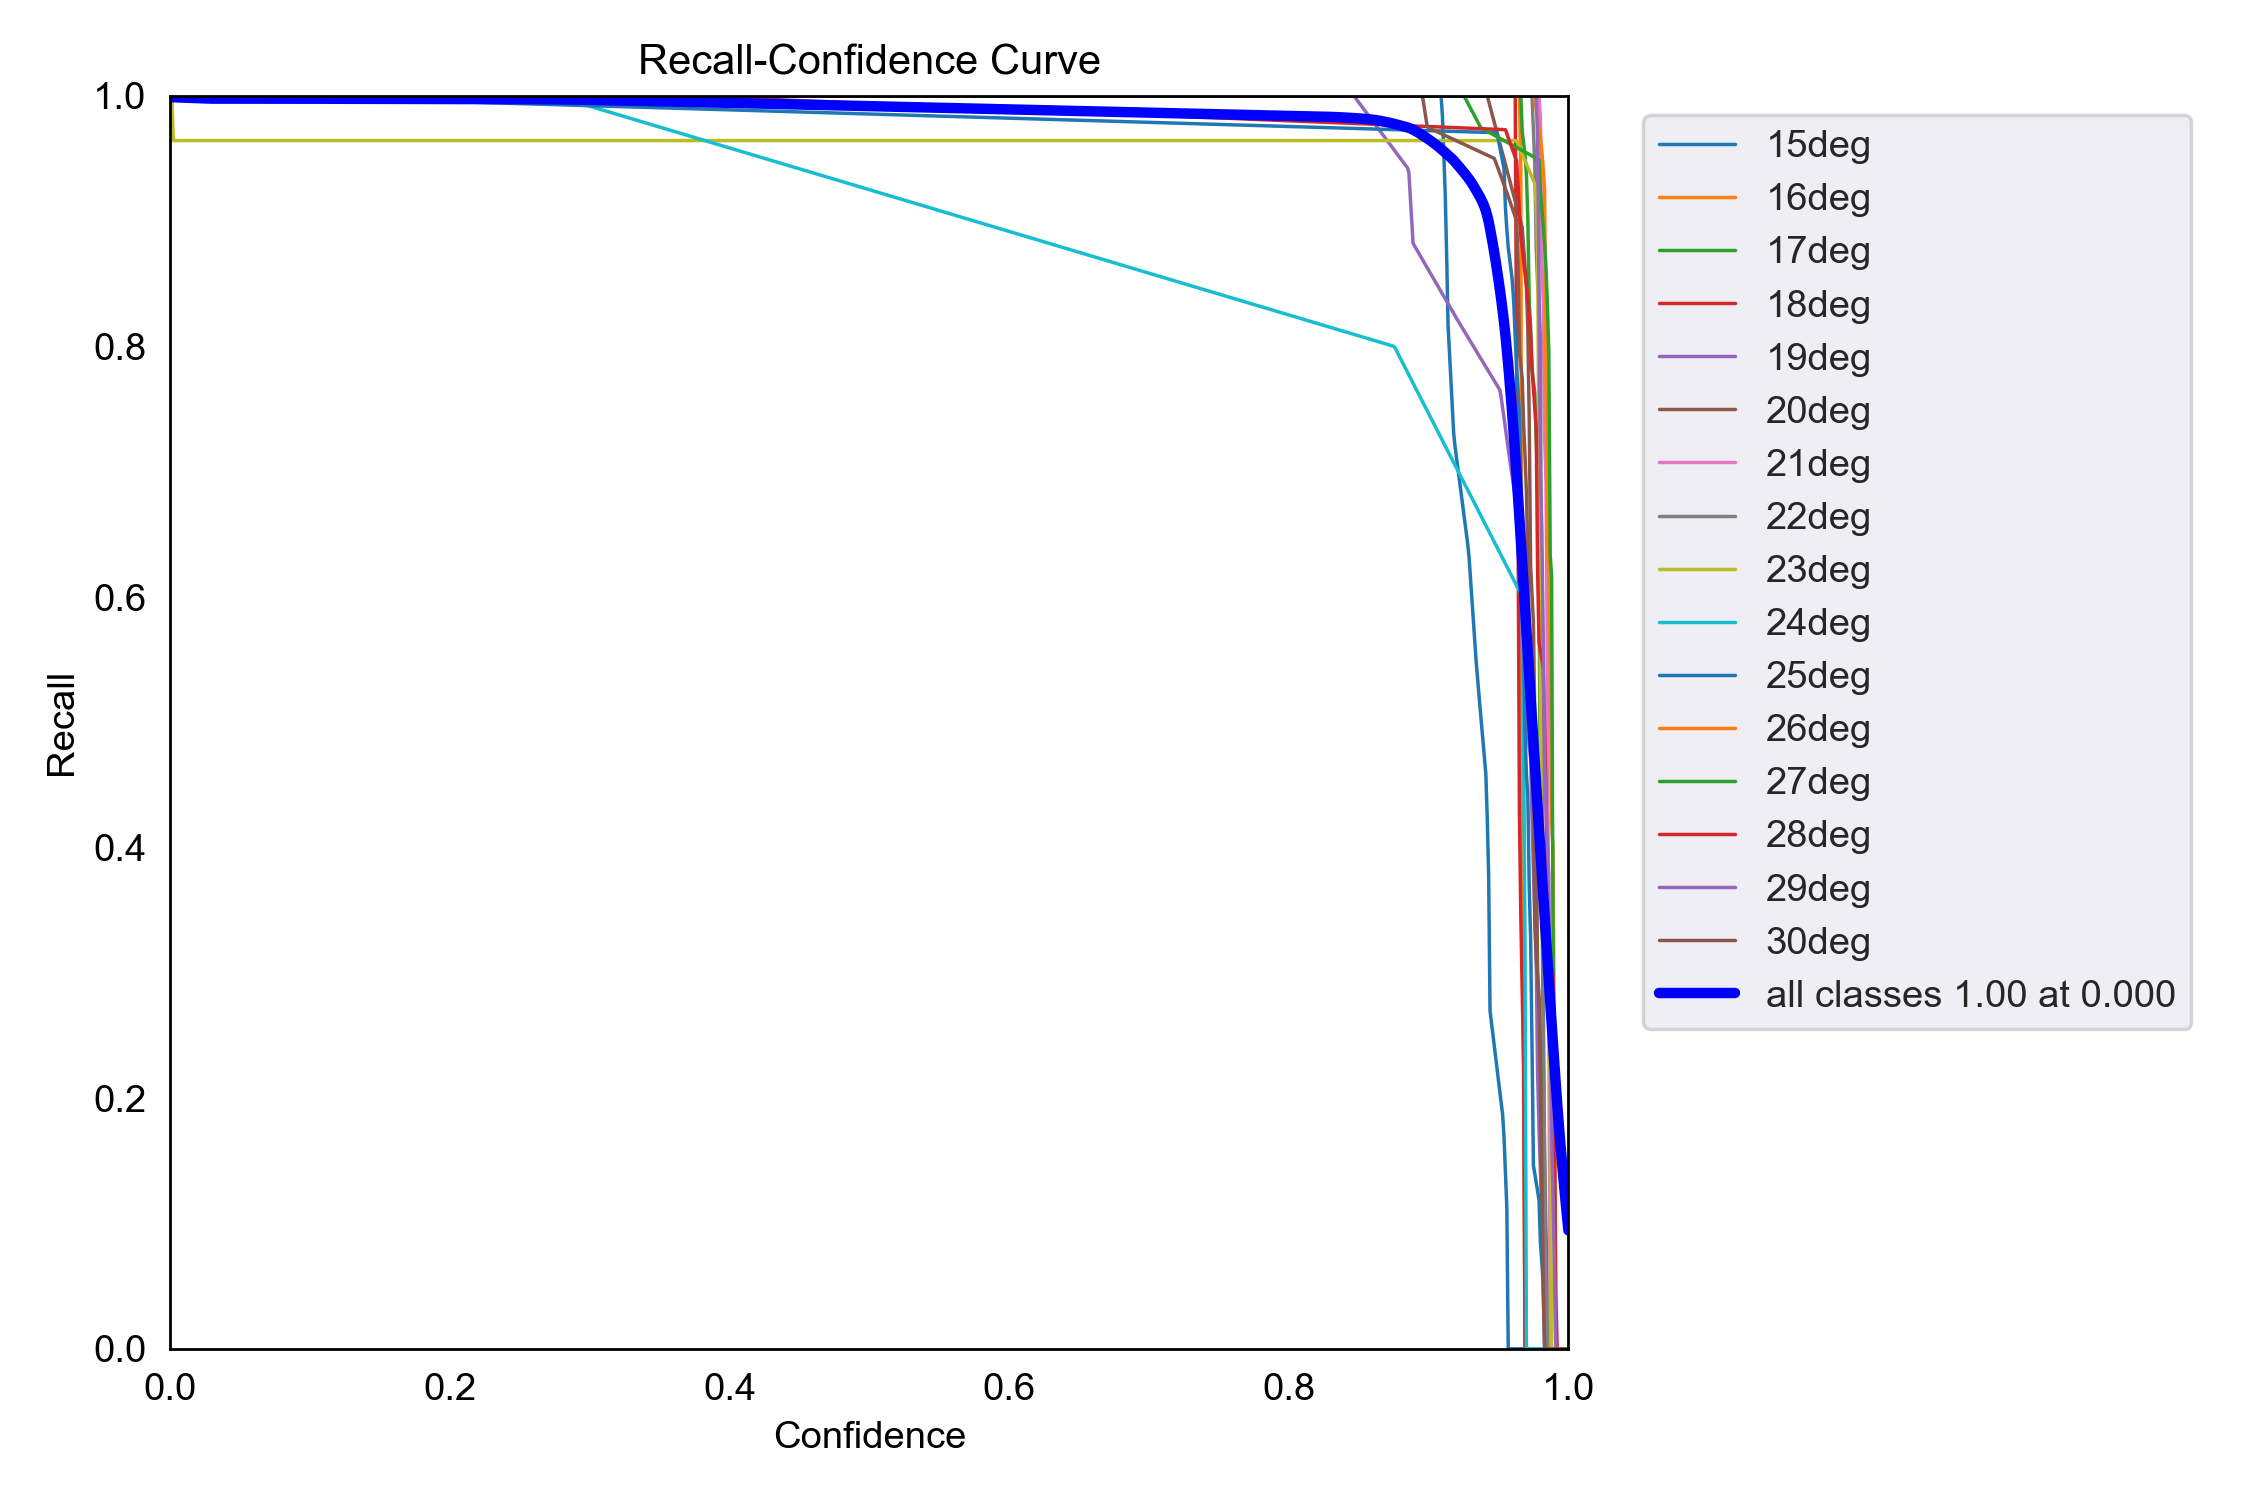 Recall-Confidence Curve
1.0
0.8
0.6
0.4
0.2
0.0
Recall
0.0 0.2 0.4 0.6 0.8 1.0
Confidence
15deg
16deg
17deg
18deg
19deg
20deg
21deg
22deg
23deg
24deg
25deg
26deg
27deg
28deg
29deg
30deg
all classes 1.00 at 0.000